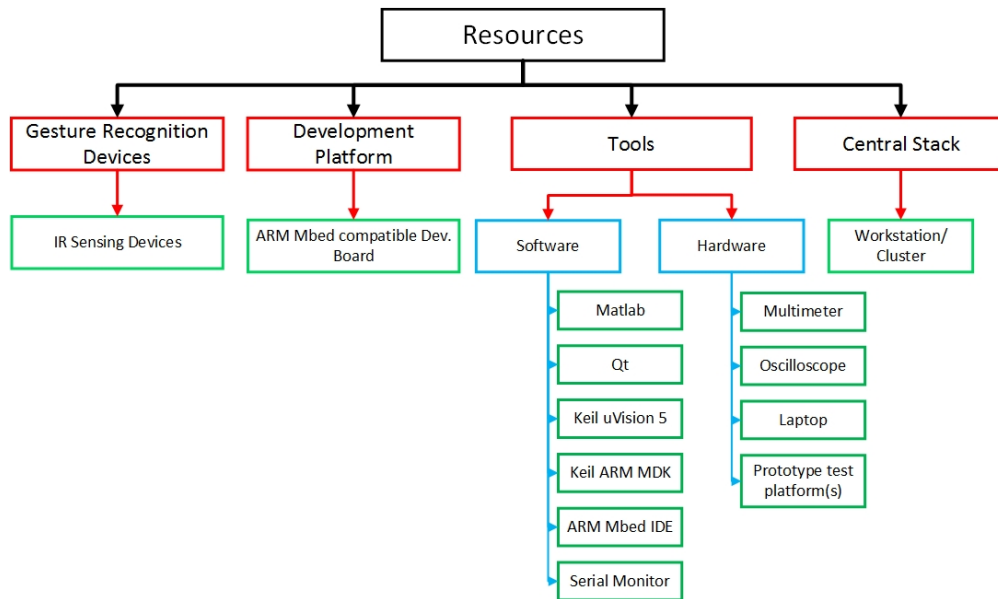 Resources
Gesture Recognition
Devices
Development
Platform
Tools
Central Stack
IR Sensing Devices
ARM Mbed compatible Dev.
Board
Software
Hardware
Workstation/
Cluster
Matlab
Qt
Keil uVision 5
Keil ARM MDK
ARM Mbed IDE
Serial Monitor
Multimeter
Oscilloscope
Laptop
Prototype test
platform(s)